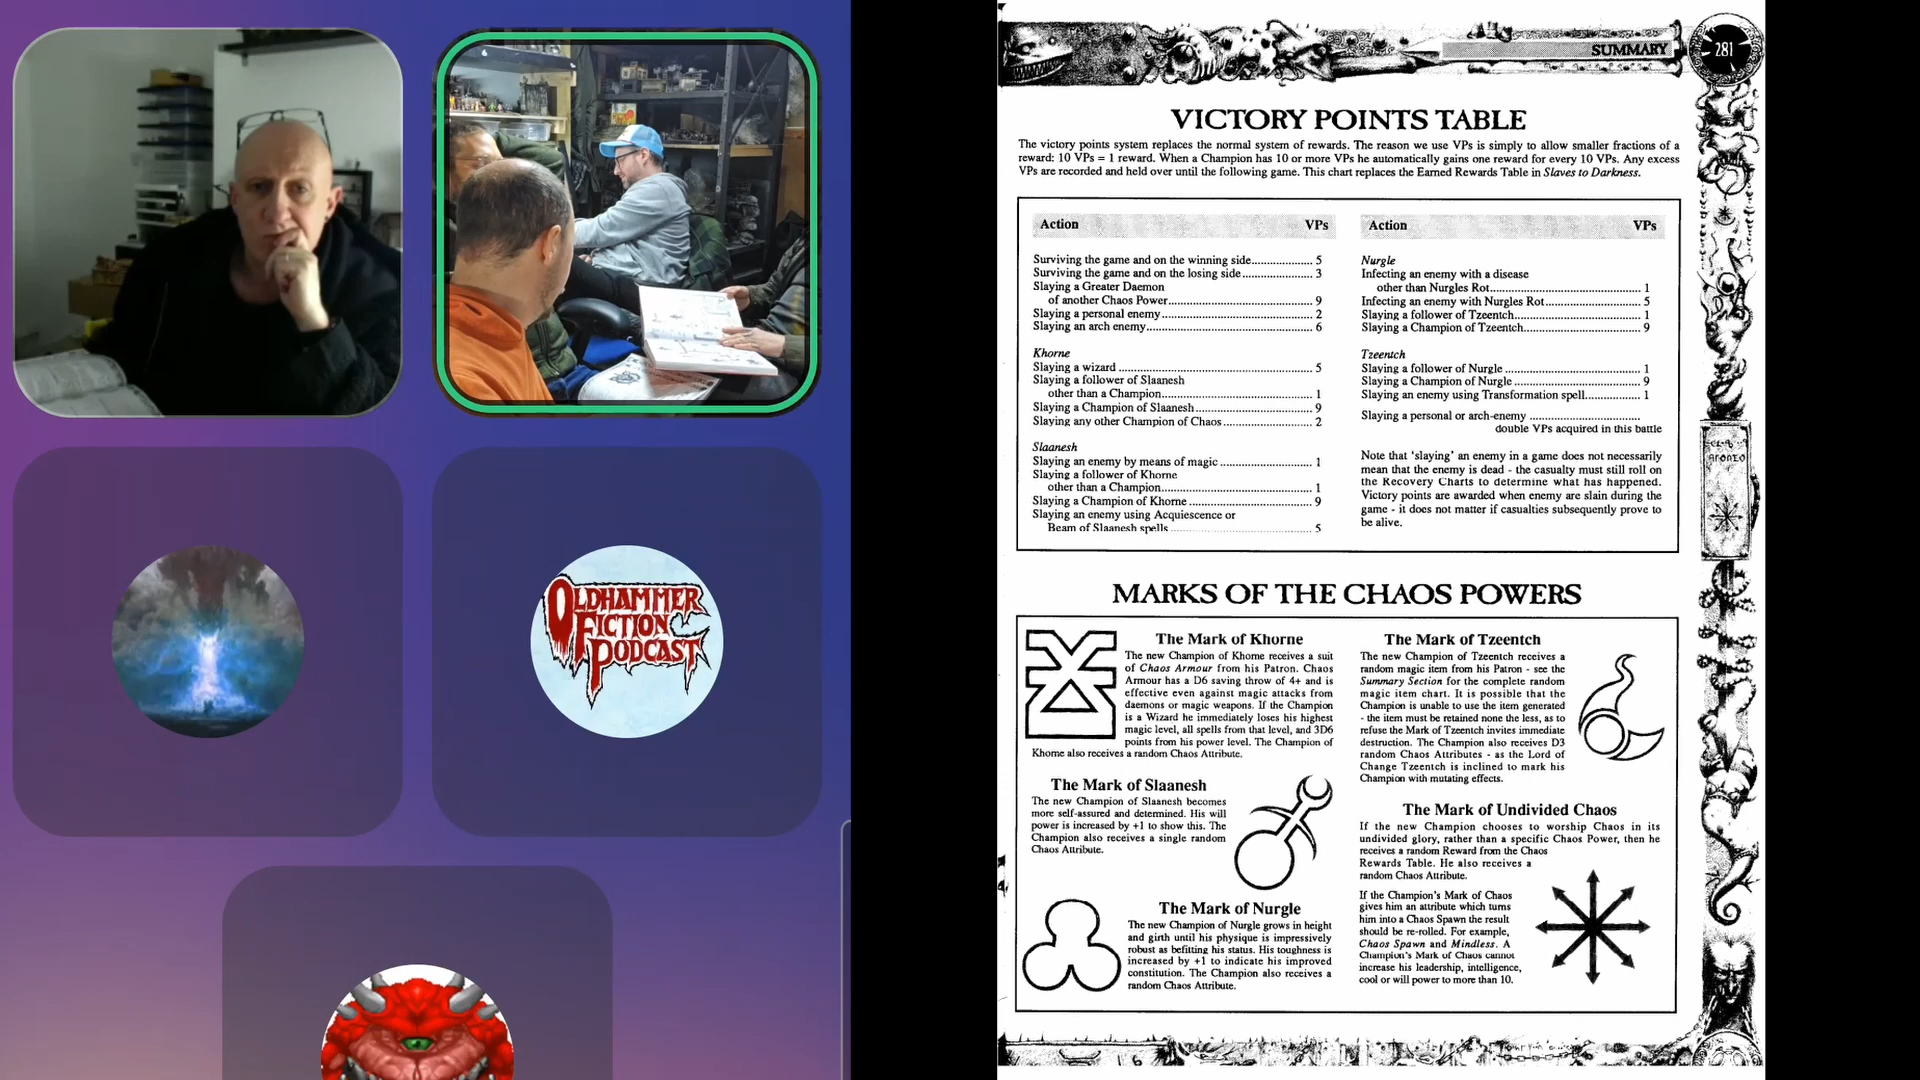 OLDHAMMER
FICTION
PODCAST
SUMMARY
281
VICTORY POINTS TABLE
The victory points system replaces the normal system of rewards. The reason we use VPs is simply to allow smaller fractions of a
reward: 10 VPs = 1 reward. When a Champion has 10 or more VPs he automatically gains one reward for every 10 VPs. Any excess
VPs are recorded and held over until the following game. This chart replaces the Earned Rewards Table in Slaves to Darkness.
Action VPs
Surviving the game and on the winning side.................. 5
Surviving the game and on the losing side..................... 3
Slaying a Greater Daemon
of another Chaos Power......................................... 9
Slaying a personal enemy............................................. 2
Slaying an arch enemy................................................. 6
Khorne
Slaying a wizard ......................................................... 5
Slaying a follower of Slaanesh
other than a Champion........................................... 1
Slaying a Champion of Slaanesh................................... 9
Slaying any other Champion of Chaos.......................... 2
Slaanesh
Slaying an enemy by means of magic ........................... 1
Slaying a follower of Khorne
other than a Champion........................................... 1
Slaying a Champion of Khorne .................................... 9
Slaying an enemy using Acquiescence or
Beam of Slaanesh spells ......................................... 5
Action VPs
Nurgle
Infecting an enemy with a disease
other than Nurgles Rot........................................... 1
Infecting an enemy with Nurgles Rot............................ 5
Slaying a follower of Tzeentch..................................... 1
Slaying a Champion of Tzeentch.................................. 9
Tzeentch
Slaying a follower of Nurgle ........................................ 1
Slaying a Champion of Nurgle ..................................... 9
Slaying an enemy using Transformation spell................ 1
Slaying a personal or arch-enemy ................................
double VPs acquired in this battle
Note that 'slaying' an enemy in a game does not necessarily
mean that the enemy is dead - the casualty must still roll on
the Recovery Charts to determine what has happened.
Victory points are awarded when enemy are slain during the
game - it does not matter if casualties subsequently prove to
be alive.
MARKS OF THE CHAOS POWERS
The Mark of Khorne
The new Champion of Khorne receives a suit
of Chaos Armour from his Patron. Chaos
Armour has a D6 saving throw of 4+ and is
effective even against magic attacks from
daemons or magic weapons. If the Champion
is a Wizard he immediately loses his highest
magic level, all spells from that level, and 3D6
points from his power level. The Champion of
Khorne also receives a random Chaos Attribute.
The Mark of Slaanesh
The new Champion of Slaanesh becomes
more self-assured and determined. His will
power is increased by +1 to show this. The
Champion also receives a single random
Chaos Attribute.
The Mark of Nurgle
The new Champion of Nurgle grows in height
and girth until his physique is impressively
robust as befitting his status. His toughness is
increased by +1 to indicate his improved
constitution. The Champion also receives a
random Chaos Attribute.
The Mark of Tzeentch
The new Champion of Tzeentch receives a
random magic item from his Patron - see the
Summary Section for the complete random
magic item chart. It is possible that the
Champion is unable to use the item generated
- the item must be retained none the less, as to
refuse the Mark of Tzeentch invites immediate
destruction. The Champion also receives D3
random Chaos Attributes - as the Lord of
Change Tzeentch is inclined to mark his
Champion with mutating effects.
The Mark of Undivided Chaos
If the new Champion chooses to worship Chaos in its
undivided glory, rather than a specific Chaos Power, then he
receives a random Reward from the Chaos
Rewards Table. He also receives a
random Chaos Attribute.
If the Champion's Mark of Chaos
gives him an attribute which turns
him into a Chaos Spawn the result
should be re-rolled. For example,
Chaos Spawn and Mindless. A
Champion's Mark of Chaos cannot
increase his leadership, intelligence,
cool or will power to more than 10.